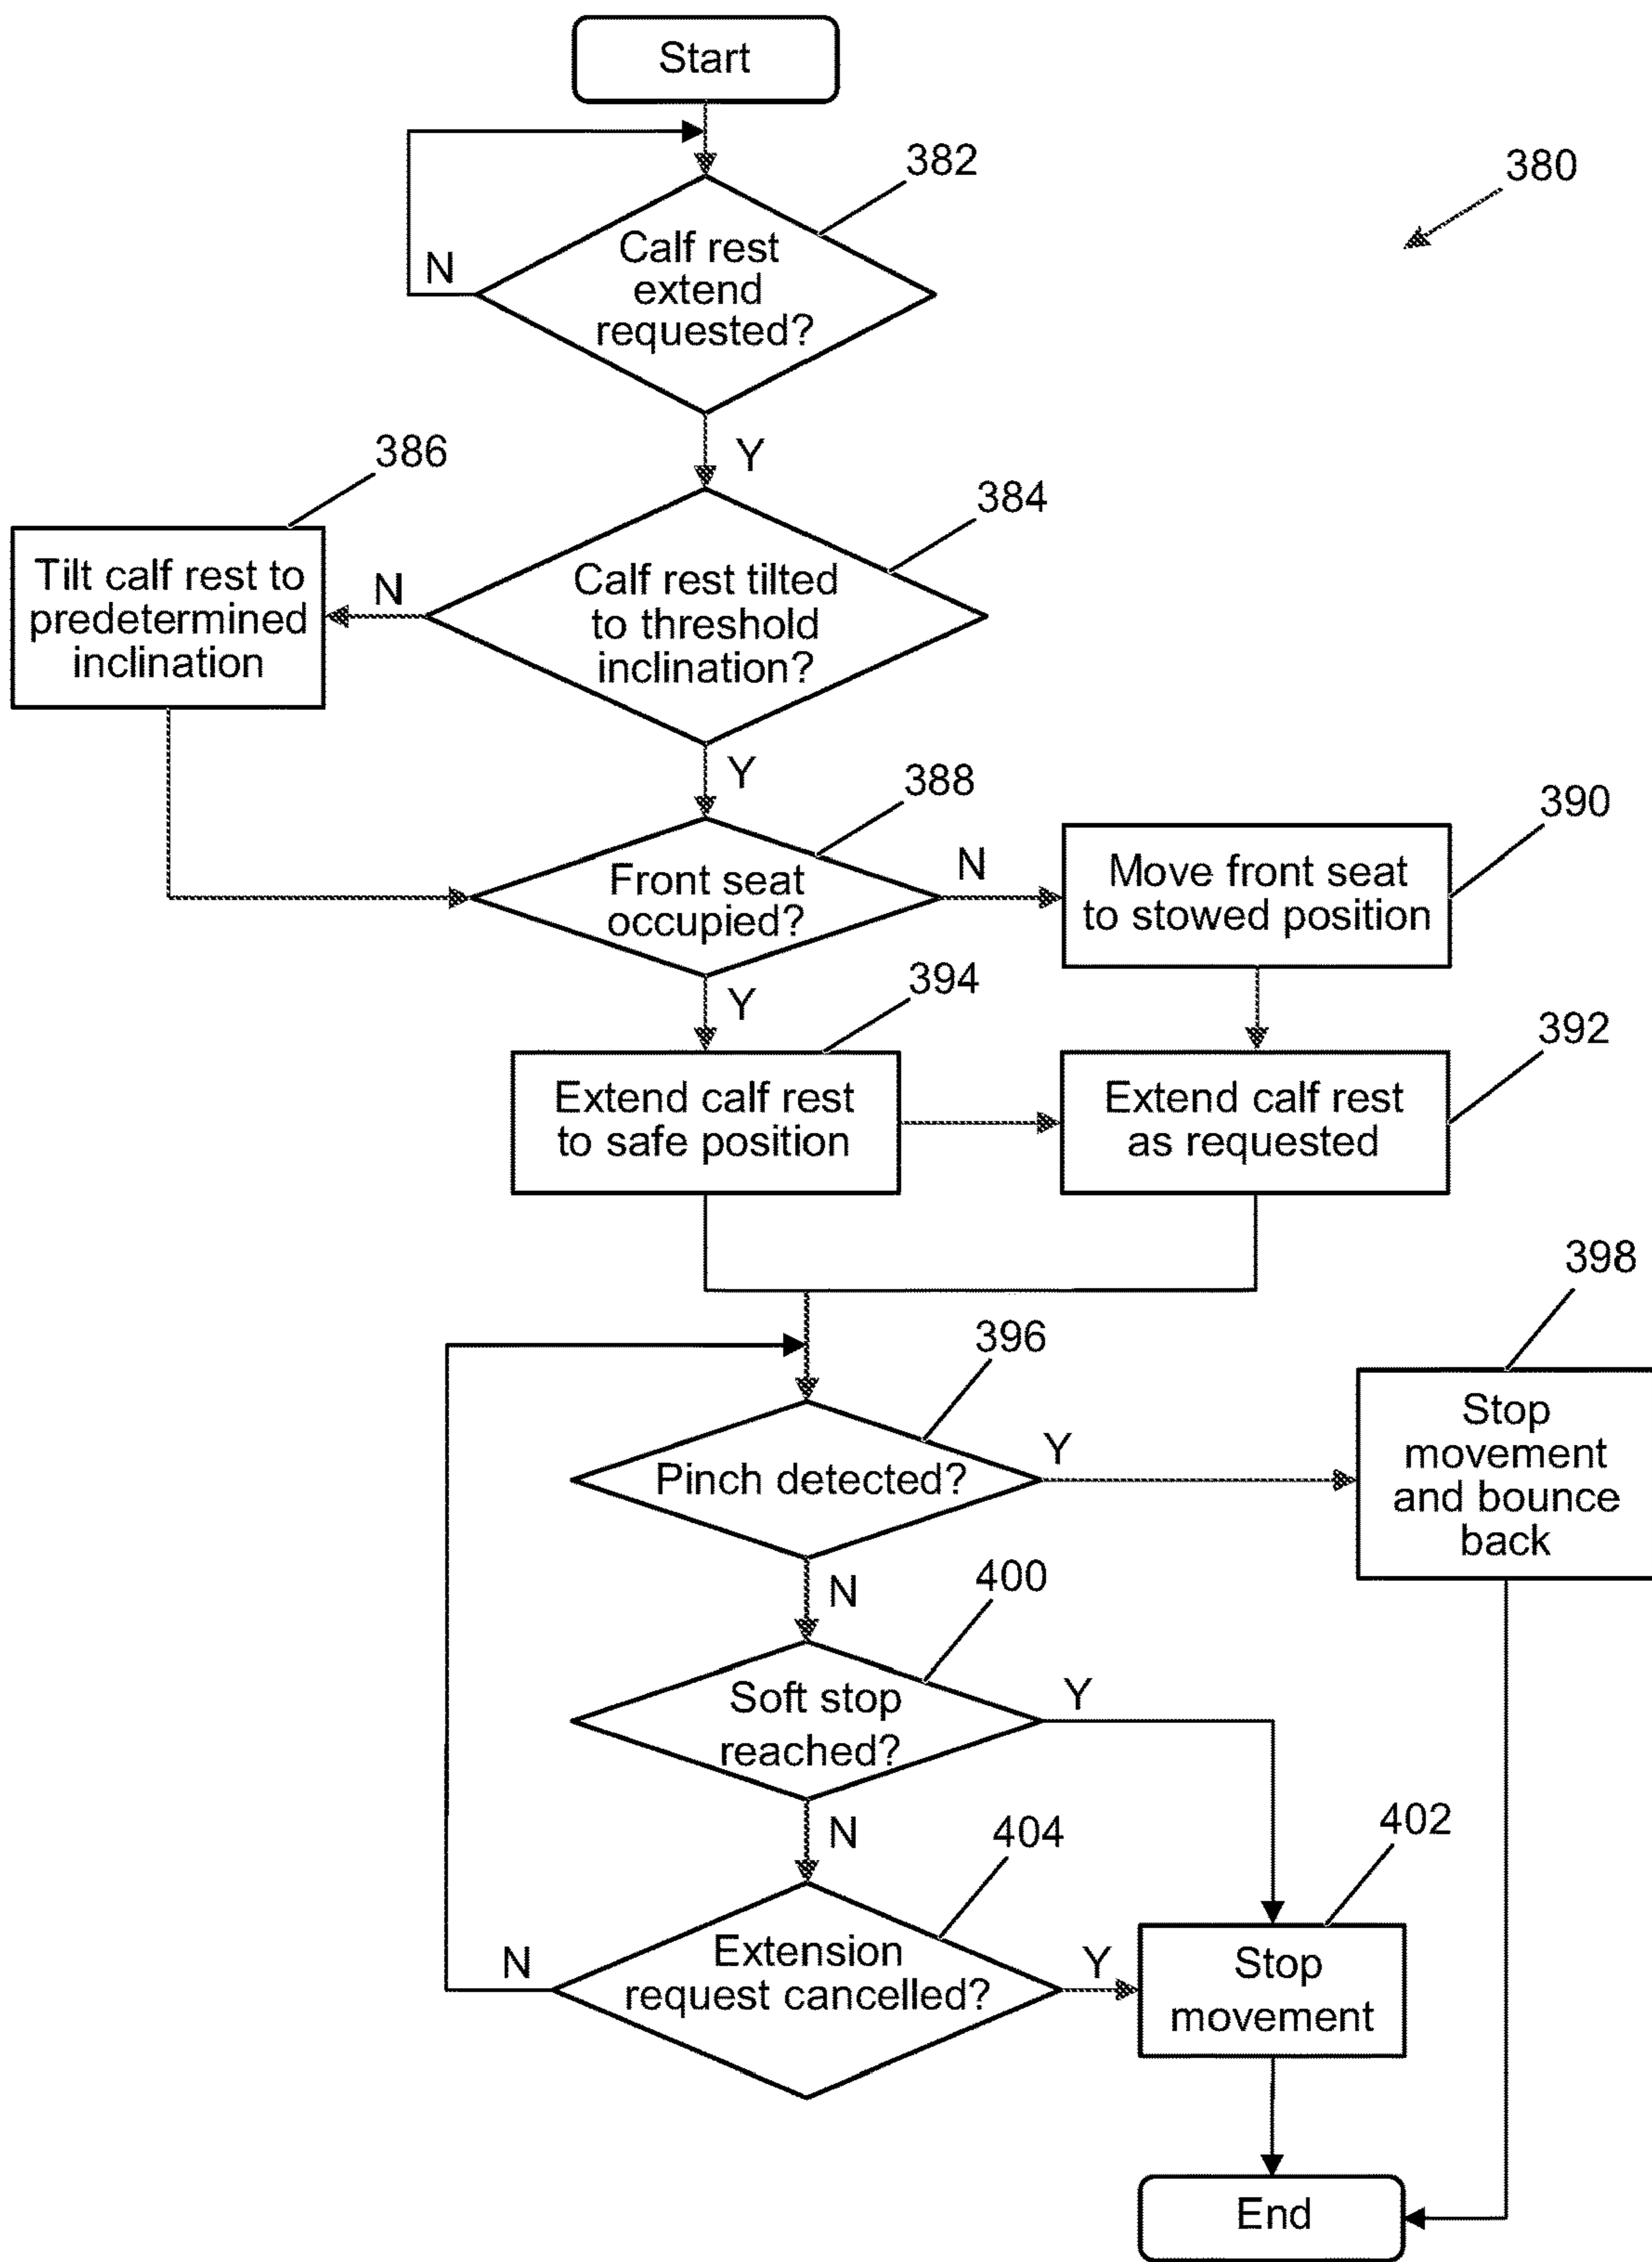 Start
382
380
Calf rest
extend
requested?
N
Y
386
384
Tilt calf rest to
predetermined
inclination
N
Calf rest tilted
to threshold
inclination?
Y
388
390
Front seat
occupied?
N
Move front seat
to stowed position
Y
394
392
Extend calf rest
to safe position
Extend calf rest
as requested
398
396
Pinch detected?
Y
Stop
movement
and bounce
back
N
400
Soft stop
reached?
Y
N
404
402
Extension
request cancelled?
N
Y
Stop
movement
End